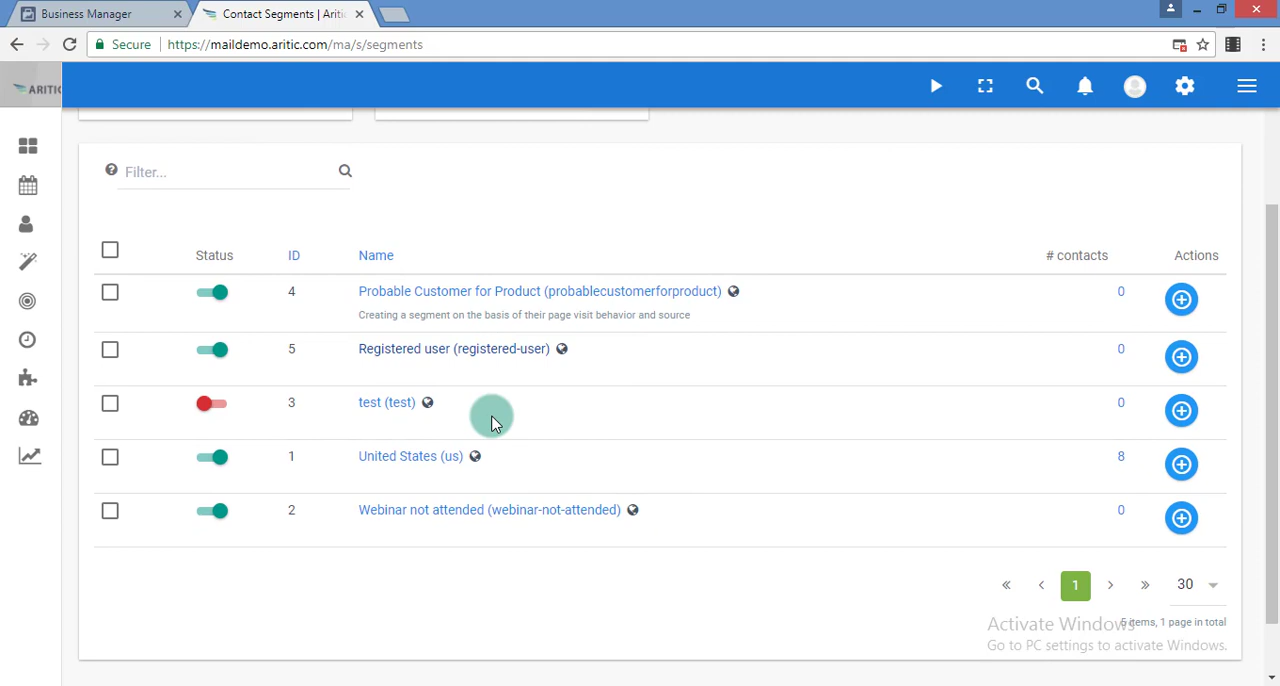 Business Manager
Contact Segments | Ariti
Secure
https://maildemo.aritic.com/ma/s/segments
ARITIC
Filter...
Status ID Name # contacts Actions
4 Probable Customer for Product (probablecustomerforproduct) 0
Creating a segment on the basis of their page visit behavior and source
5 Registered user (registered-user) 0
3 test (test) 0
1 United States (us) 8
2 Webinar not attended (webinar-not-attended) 0
« ‹ 1 › » 30
5 items, 1 page in total
Activate Windows
Go to PC settings to activate Windows.